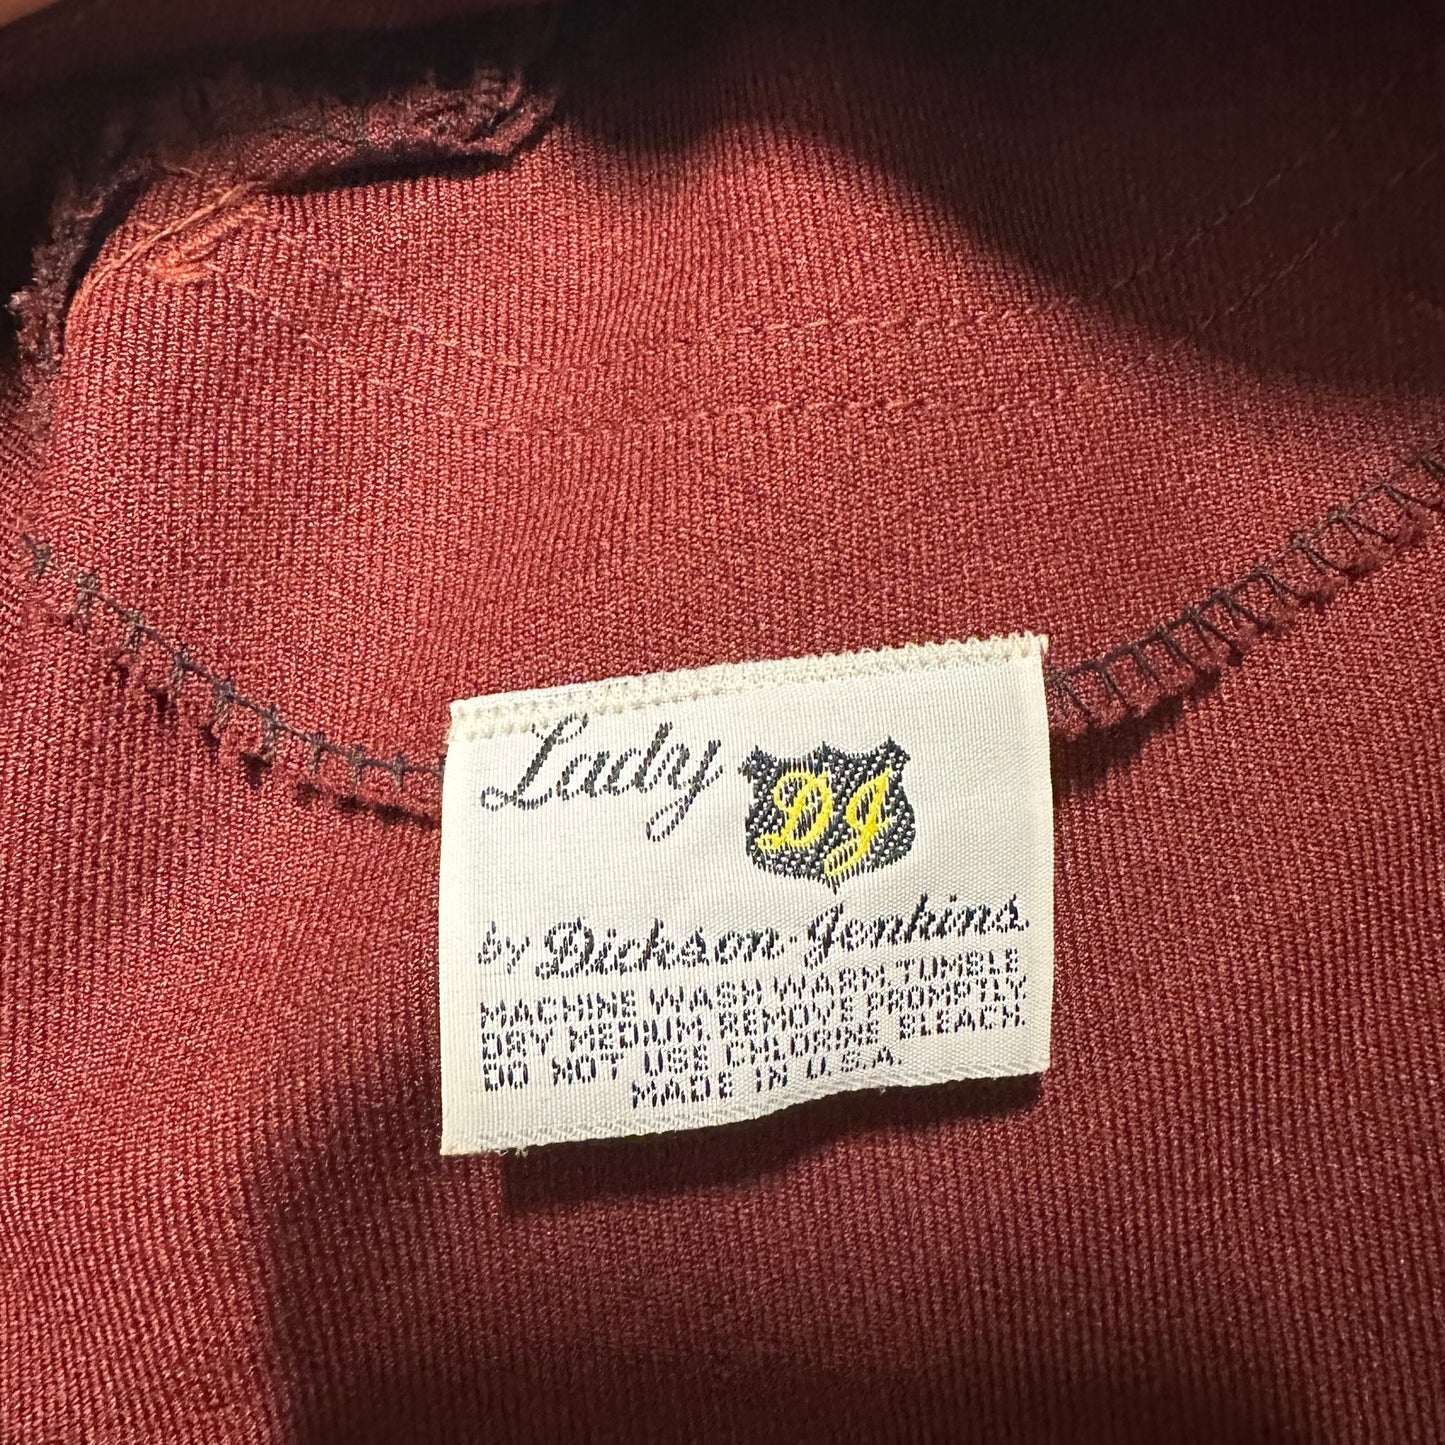 Lady DJ
by Dickson-Jenkins
MACHINE WASH WARM TUMBLE
DRY MEDIUM REMOVE PROMPTLY
DO NOT USE CHLORINE BLEACH.
MADE IN U.S.A.